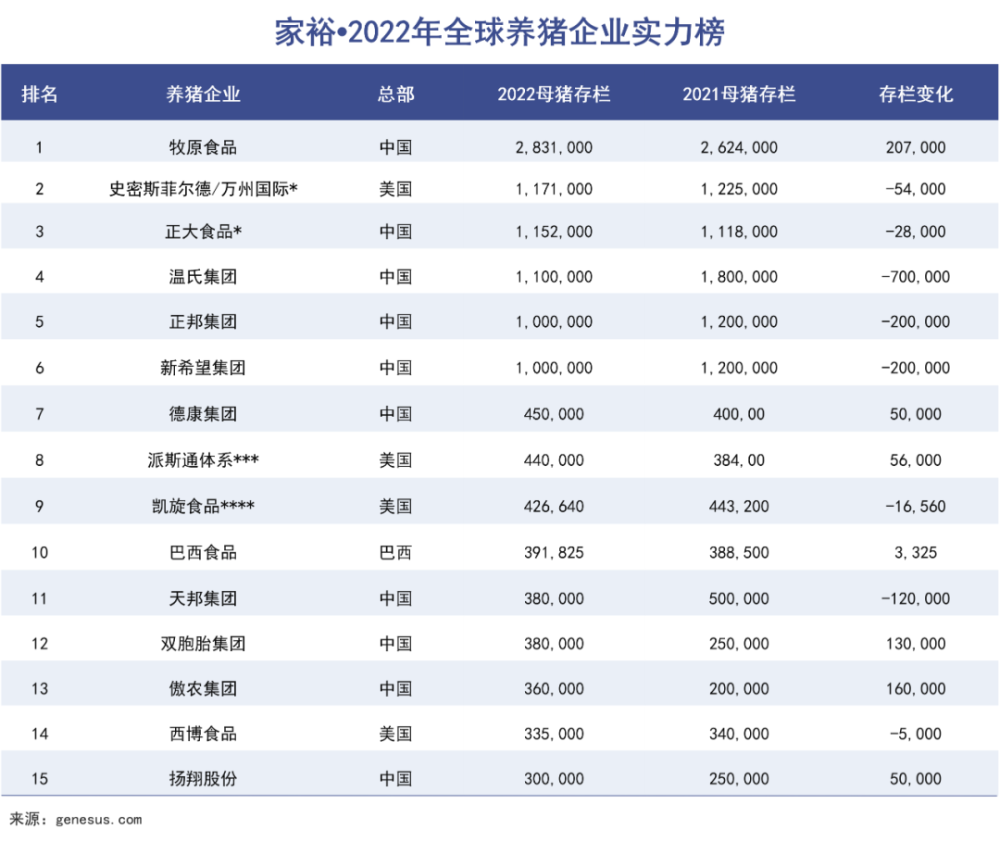 家裕•2022年全球养猪企业实力榜
排名 养猪企业 总部 2022母猪存栏 2021母猪存栏 存栏变化
1 牧原食品 中国 2,831,000 2,624,000 207,000
2 史密斯菲尔德/万州国际* 美国 1,171,000 1,225,000 -54,000
3 正大食品* 中国 1,152,000 1,118,000 -28,000
4 温氏集团 中国 1,100,000 1,800,000 -700,000
5 正邦集团 中国 1,000,000 1,200,000 -200,000
6 新希望集团 中国 1,000,000 1,200,000 -200,000
7 德康集团 中国 450,000 400,00 50,000
8 派斯通体系*** 美国 440,000 384,00 56,000
9 凯旋食品**** 美国 426,640 443,200 -16,560
10 巴西食品 巴西 391,825 388,500 3,325
11 天邦集团 中国 380,000 500,000 -120,000
12 双胞胎集团 中国 380,000 250,000 130,000
13 傲农集团 中国 360,000 200,000 160,000
14 西博食品 美国 335,000 340,000 -5,000
15 扬翔股份 中国 300,000 250,000 50,000
来源：genesus.com